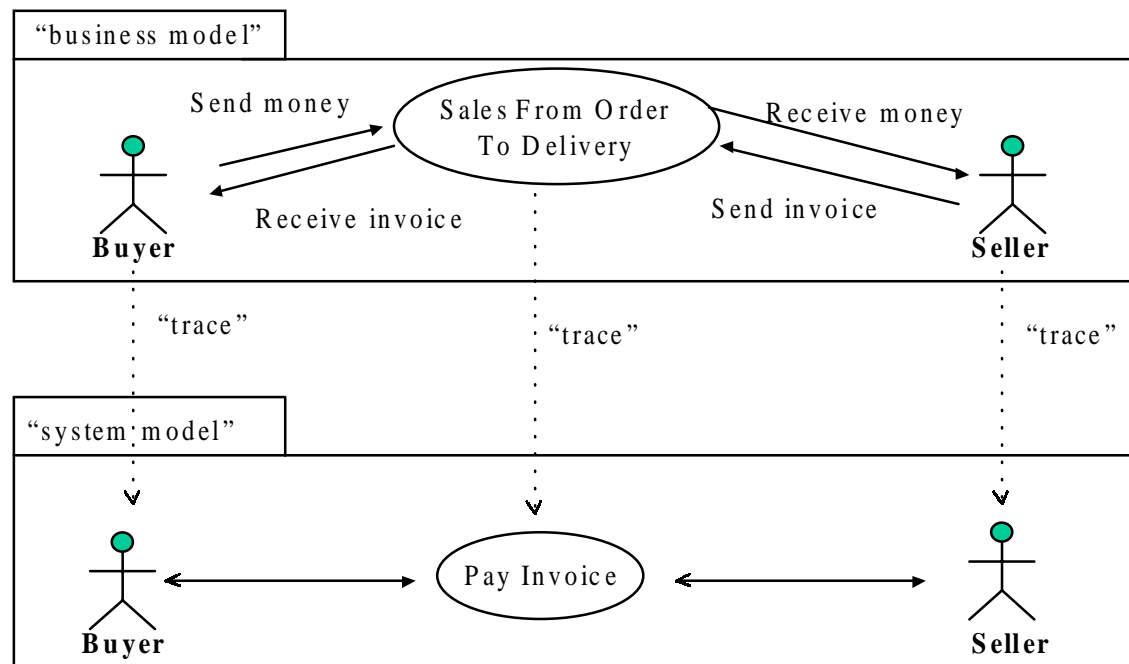 “business model”
Send money
Sales From Order
To Delivery
Receive money
Receive invoice
Send invoice
Buyer
Seller
“trace”
“trace”
“trace”
“system model”
Pay Invoice
Buyer
Seller